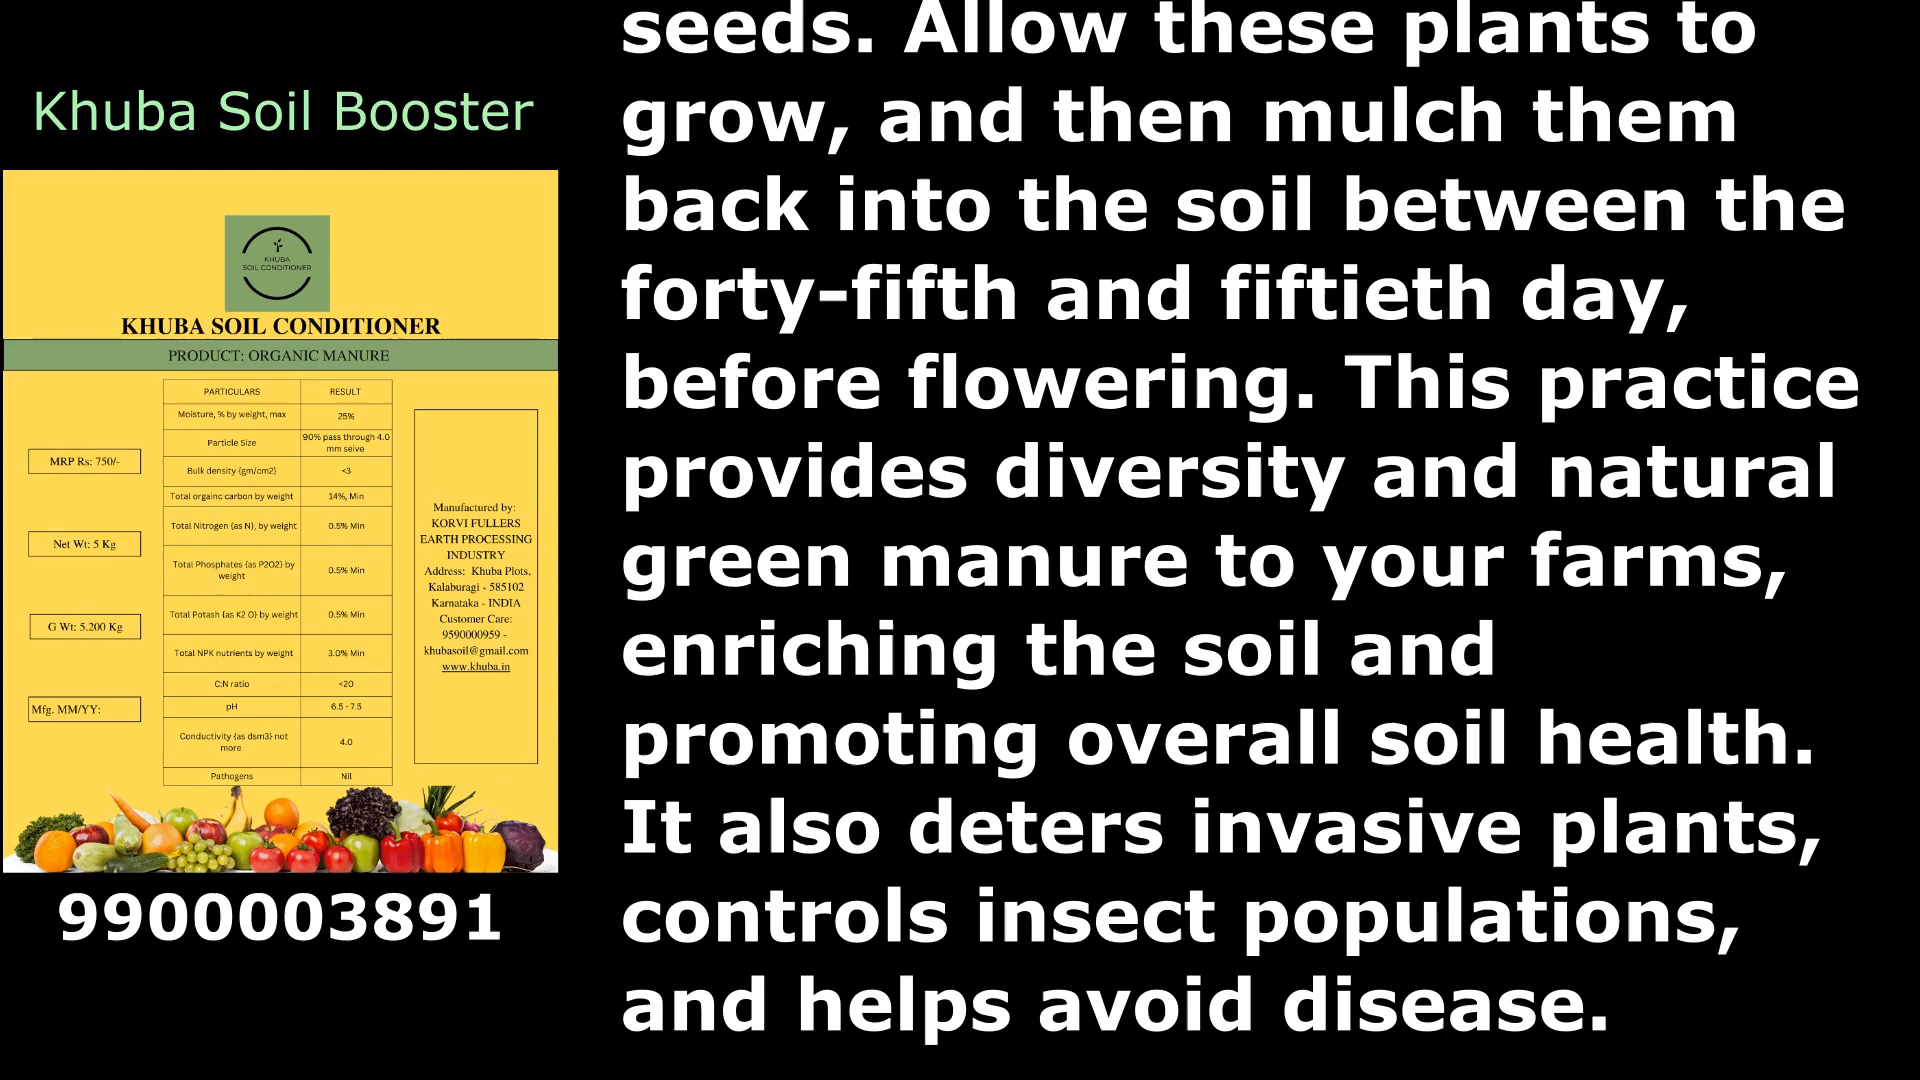 Khuba Soil Booster
KHUBA
SOIL CONDITIONER
KHUBA SOIL CONDITIONER
PRODUCT: ORGANIC MANURE
MRP Rs: 750/-
Net Wt: 5 Kg
G Wt: 5.200 Kg
Mfg. MM/YY:
PARTICULARS RESULT
Moisture, % by weight, max 25%
Particle Size 90% pass through 4.0
mm seive
Bulk density {gm/cm2} <3
Total orgainc carbon by weight 14%, Min
Total Nitrogen {as N}, by weight 0.5% Min
Total Phosphates {as P2O2} by
weight 0.5% Min
Total Potash {as K2 O} by weight 0.5% Min
Total NPK nutrients by weight 3.0% Min
C:N ratio <20
pH 6.5 - 7.5
Conductivity {as dsm3} not
more 4.0
Pathogens Nil
Manufactured by:
KORVI FULLERS
EARTH PROCESSING
INDUSTRY
Address: Khuba Plots,
Kalaburagi - 585102
Karnataka - INDIA
Customer Care:
9590000959 -
khubasoil@gmail.com
www.khuba.in
9900003891
seeds. Allow these plants to
grow, and then mulch them
back into the soil between the
forty-fifth and fiftieth day,
before flowering. This practice
provides diversity and natural
green manure to your farms,
enriching the soil and
promoting overall soil health.
It also deters invasive plants,
controls insect populations,
and helps avoid disease.